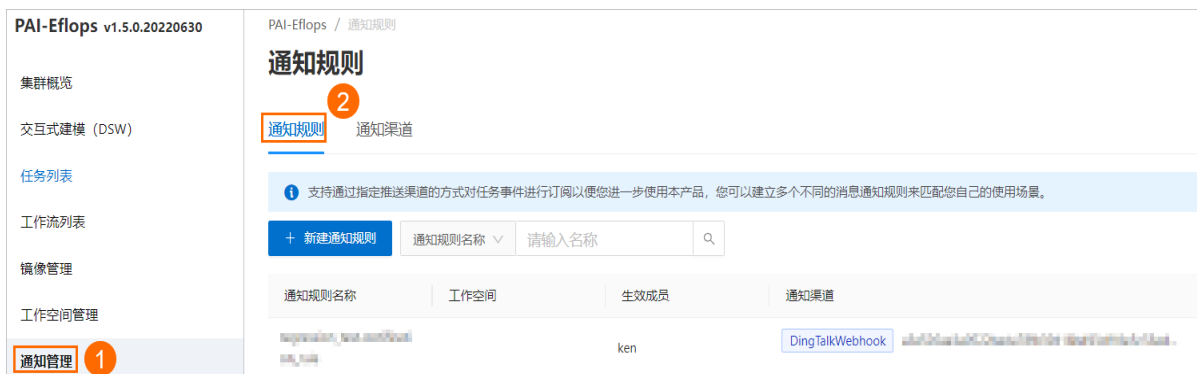 PAI-Eflops v1.5.0.20220630
集群概览
交互式建模（DSW）
任务列表
工作流列表
镜像管理
工作空间管理
通知管理 1
PAI-Eflops / 通知规则
通知规则
2
通知规则 通知渠道
支持通过指定推送渠道的方式对任务事件进行订阅以便您进一步使用本产品，您可以建立多个不同的消息通知规则来匹配您自己的使用场景。
+ 新建通知规则 通知规则名称 请输入名称
通知规则名称 工作空间 生效成员 通知渠道
ken DingTalkWebhook